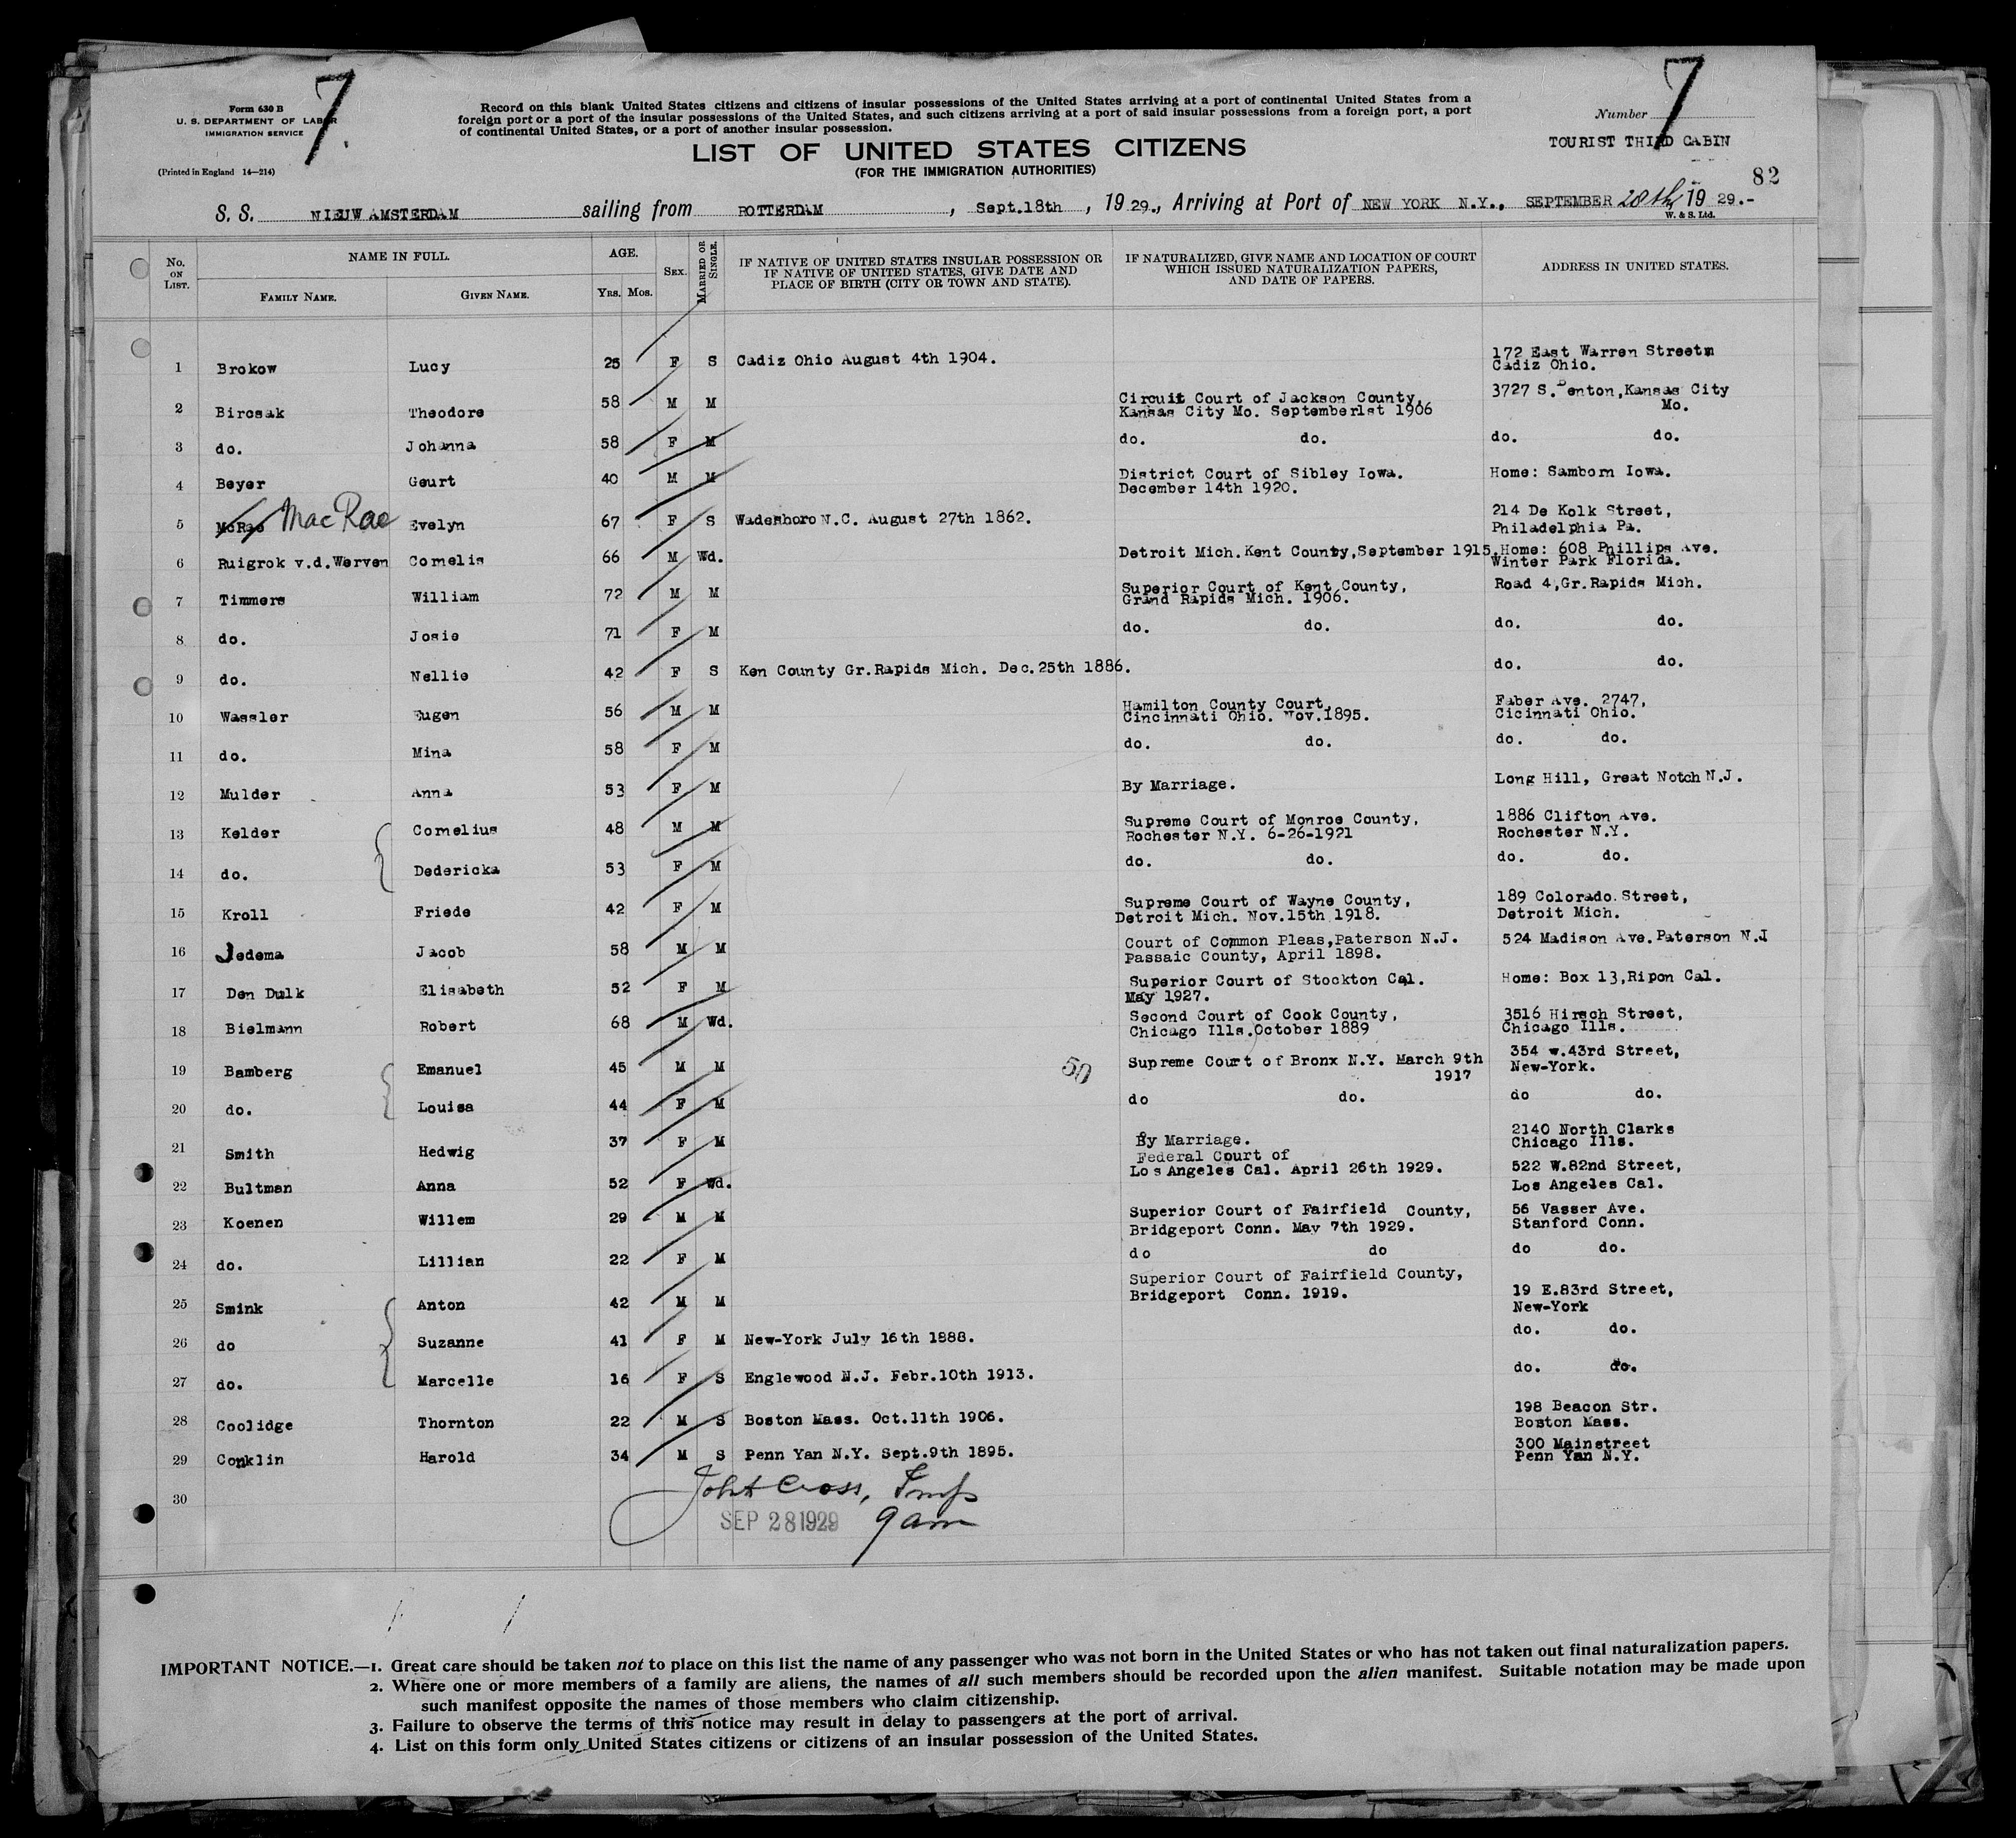 7.
7
Form 630 B
U. S. DEPARTMENT OF LABOR
IMMIGRATION SERVICE
(Printed in England 14—214)
Record on this blank United States citizens and citizens of insular possessions of the United States arriving at a port of continental United States from a
foreign port or a port of the insular possessions of the United States, and such citizens arriving at a port of said insular possessions from a foreign port, a port
of continental United States, or a port of another insular possession.
LIST OF UNITED STATES CITIZENS
(FOR THE IMMIGRATION AUTHORITIES)
Number
TOURIST THIRD CABIN
82
S. S. NIEUW AMSTERDAM sailing from ROTTERDAM , Sept.18th , 19 29., Arriving at Port of NEW YORK N.Y., SEPTEMBER 28th 19 29.-
W. & S. Ltd.
No. ON LIST.
NAME IN FULL.
FAMILY NAME. GIVEN NAME.
AGE.
YRS. MOS.
SEX.
MARRIED OR SINGLE.
IF NATIVE OF UNITED STATES INSULAR POSSESSION OR
IF NATIVE OF UNITED STATES, GIVE DATE AND
PLACE OF BIRTH (CITY OR TOWN AND STATE).
IF NATURALIZED, GIVE NAME AND LOCATION OF COURT
WHICH ISSUED NATURALIZATION PAPERS,
AND DATE OF PAPERS.
ADDRESS IN UNITED STATES.
1 Brokow Lucy 25 F S Cadiz Ohio August 4th 1904. 172 East Warren Streetm
Cadiz Ohio.
2 Bircsak Theodore 58 M M Circuit Court of Jackson County, 3727 S. Denton,Kansas City
Kansas City Mo. September1st 1906 Mo.
3 do. Johanna 58 F M do. do. do. do.
4 Beyer Geurt 40 M M District Court of Sibley Iowa. Home: Samborn Iowa.
December 14th 1920.
5 McRae MacRae Evelyn 67 F S Wadesboro N.C. August 27th 1862. 214 De Kolk Street,
Philadelphia Pa.
6 Ruigrok v.d.Werven Cornelis 66 M Wd. Detroit Mich.Kent County,September 1915. Home: 608 Phillips Ave.
Winter Park Florida.
7 Timmers William 72 M M Superior Court of Kent County, Road 4,Gr.Rapids Mich.
Grand Rapids Mich. 1906.
8 do. Josie 71 F M do. do. do. do.
9 do. Nellie 42 F S Ken County Gr.Rapids Mich. Dec.25th 1886. do. do.
10 Wassler Eugen 56 M M Hamilton County Court, Faber Ave. 2747,
Cincinnati Ohio. Nov.1895. Cicinnati Ohio.
11 do. Mina 58 F M do. do. do. do.
12 Mulder Anna 53 F M By Marriage. Long Hill, Great Notch N.J.
13 Kelder Cornelius 48 M M Supreme Court of Monroe County, 1886 Clifton Ave.
Rochester N.Y. 6-26-1921 Rochester N.Y.
14 do. Dedericka 53 F M do. do. do. do.
15 Kroll Friede 42 F M Supreme Court of Wayne County, 189 Colorado Street,
Detroit Mich. Nov.15th 1918. Detroit Mich.
16 Jedema Jacob 58 M M Court of Common Pleas,Paterson N.J. 524 Madison Ave.Paterson N.J
Passaic County, April 1898.
17 Den Dulk Elisabeth 52 F M Superior Court of Stockton Cal. Home: Box 13,Ripon Cal.
May 1927.
18 Bielmann Robert 68 M Wd. Second Court of Cook County, 3516 Hirsch Street,
Chicago Ills.October 1889 Chicago Ills.
19 Bamberg Emanuel 45 M M 50 Supreme Court of Bronx N.Y. March 9th 354 w.43rd Street,
1917 New-York.
20 do. Louisa 44 F M do do. do do.
21 Smith Hedwig 37 F M By Marriage. 2140 North Clarks
Chicago Ills.
22 Bultman Anna 52 F Wd. Federal Court of 522 W.82nd Street,
Los Angeles Cal. April 26th 1929. Los Angeles Cal.
23 Koenen Willem 29 M M Superior Court of Fairfield County, 56 Vasser Ave.
Bridgeport Conn. May 7th 1929. Stanford Conn.
24 do. Lillian 22 F M do do do do.
25 Smink Anton 42 M M Superior Court of Fairfield County, 19 E.83rd Street,
Bridgeport Conn. 1919. New-York
26 do Suzanne 41 F M New-York July 16th 1888. do. do.
27 do. Marcelle 16 F S Englewood N.J. Febr.10th 1913. do. do.
28 Coolidge Thornton 22 M S Boston Mass. Oct.11th 1906. 198 Beacon Str.
Boston Mass.
29 Conklin Harold 34 M S Penn Yan N.Y. Sept.9th 1895. 300 Mainstreet
Penn Yan N.Y.
30
Cross, Insp
SEP 28 1929 9 am
IMPORTANT NOTICE.—1. Great care should be taken not to place on this list the name of any passenger who was not born in the United States or who has not taken out final naturalization papers.
2. Where one or more members of a family are aliens, the names of all such members should be recorded upon the alien manifest. Suitable notation may be made upon
such manifest opposite the names of those members who claim citizenship.
3. Failure to observe the terms of this notice may result in delay to passengers at the port of arrival.
4. List on this form only United States citizens or citizens of an insular possession of the United States.